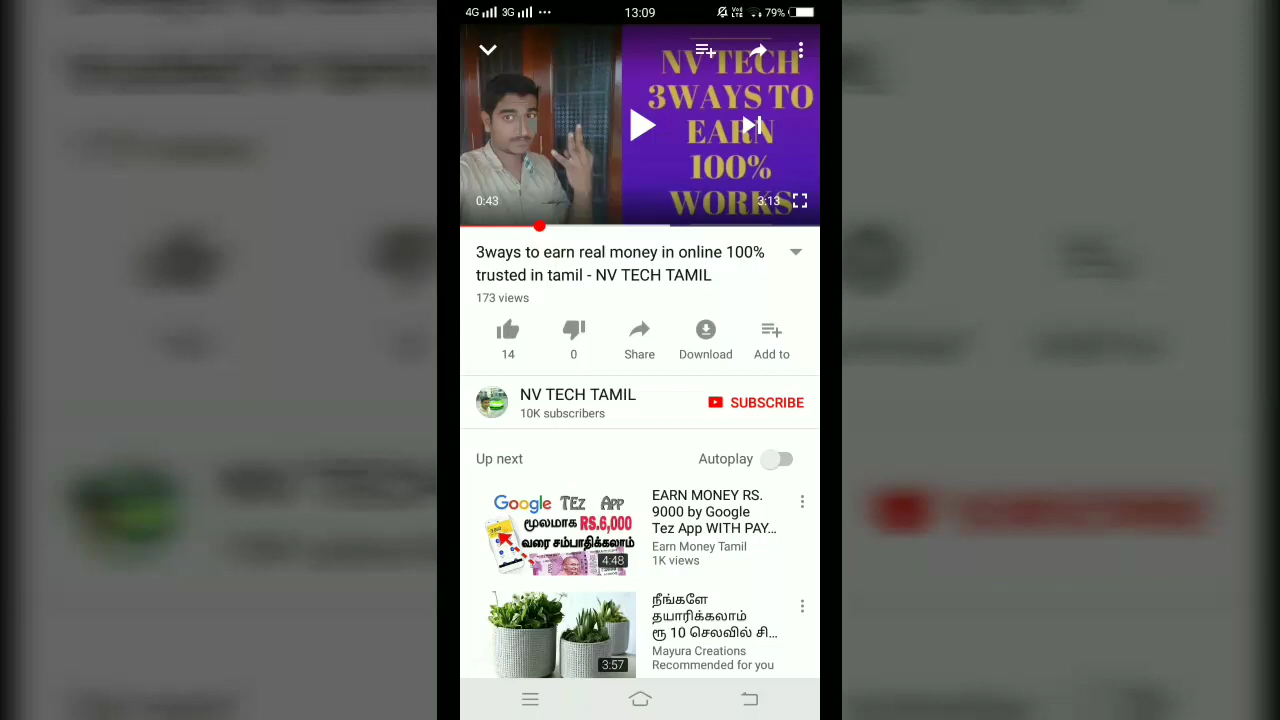 4G 3G 13:09 VoLTE 79%
NV TECH
3WAYS TO
EARN
100%
WORKS
0:43 3:13
3ways to earn real money in online 100%
trusted in tamil - NV TECH TAMIL
173 views
14 0 Share Download Add to
NV TECH TAMIL
10K subscribers
SUBSCRIBE
Up next Autoplay
Google TEZ APP
மூலமாக RS.6,000
வரை சம்பாதிக்கலாம்
4:48
EARN MONEY RS.
9000 by Google
Tez App WITH PAY...
Earn Money Tamil
1K views
3:57
நீங்களே
தயாரிக்கலாம்
ரூ 10 செலவில் சி...
Mayura Creations
Recommended for you